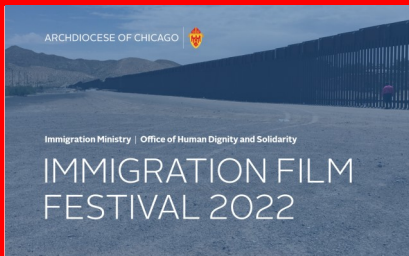 ARCHDIOCESE OF CHICAGO
Immigration Ministry | Office of Human Dignity and Solidarity
IMMIGRATION FILM
FESTIVAL 2022